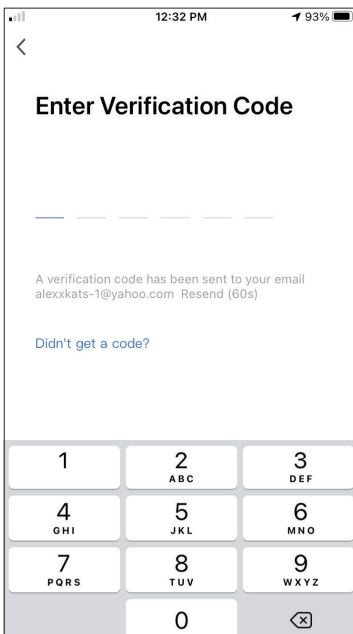 12:32 PM 93%
Enter Verification Code
A verification code has been sent to your email
alexxkats-1@yahoo.com Resend (60s)
Didn't get a code?
1 2 3
ABC DEF
4 5 6
GHI JKL MNO
7 8 9
PQRS TUV WXYZ
0